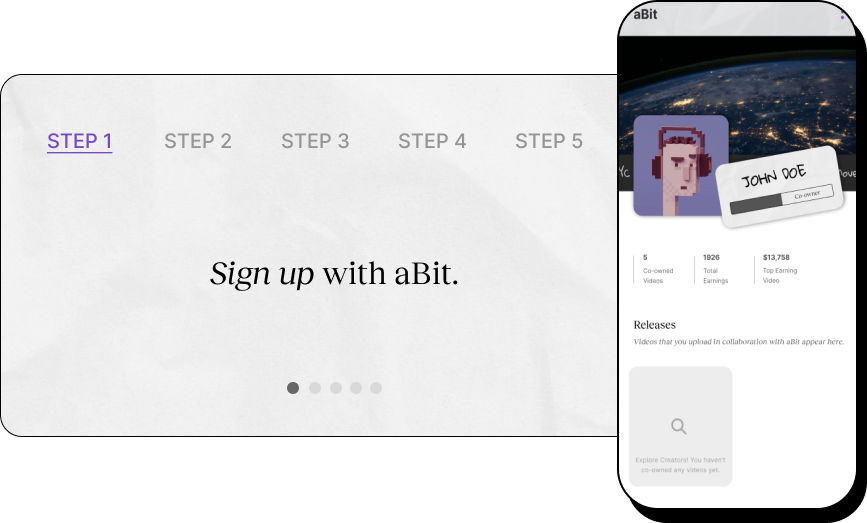 STEP 1 STEP 2 STEP 3 STEP 4 STEP 5
Sign up with aBit.
aBit
JOHN DOE
Co-owner
5
Co-owned
Videos
1926
Total
Earnings
$13,758
Top Earning
Video
Releases
Videos that you upload in collaboration with aBit appear here.
Explore Creators! You haven't
co-owned any videos yet.